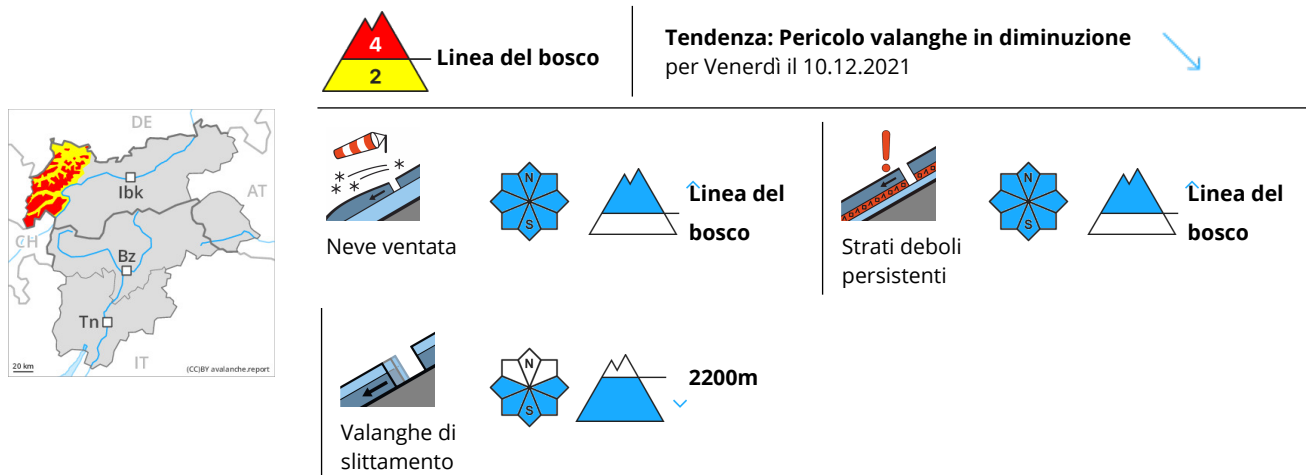 4
2
Linea del bosco
Tendenza: Pericolo valanghe in diminuzione
per Venerdì il 10.12.2021
DE
Ibk
AT
CH
Bz
Tn
IT
20 km
(CC)BY avalanche.report
N
S
Linea del
bosco
Neve ventata
N
S
Linea del
bosco
Strati deboli
persistenti
N
S
2200m
Valanghe di
slittamento